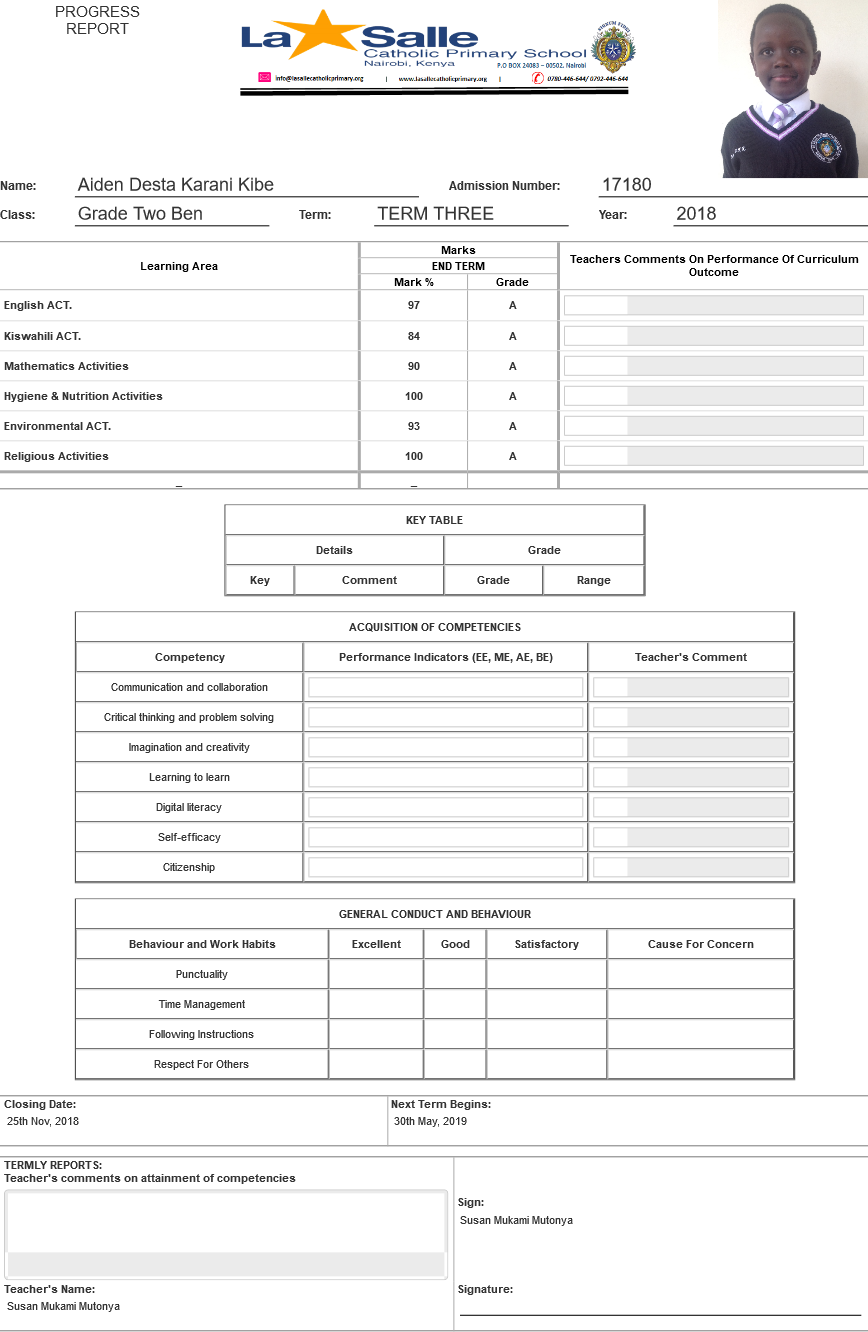 PROGRESS
REPORT
La Salle
Catholic Primary School
Nairobi, Kenya
P.O BOX 24083 – 00502, Nairobi
info@lasallecatholicprimary.org | www.lasallecatholicprimary.org | 0780-446-644/ 0792-446-644
Name: Aiden Desta Karani Kibe Admission Number: 17180
Class: Grade Two Ben Term: TERM THREE Year: 2018
Learning Area Marks Teachers Comments On Performance Of Curriculum Outcome
END TERM
Mark % Grade
English ACT. 97 A
Kiswahili ACT. 84 A
Mathematics Activities 90 A
Hygiene & Nutrition Activities 100 A
Environmental ACT. 93 A
Religious Activities 100 A
_ _
KEY TABLE
Details Grade
Key Comment Grade Range
ACQUISITION OF COMPETENCIES
Competency Performance Indicators (EE, ME, AE, BE) Teacher's Comment
Communication and collaboration
Critical thinking and problem solving
Imagination and creativity
Learning to learn
Digital literacy
Self-efficacy
Citizenship
GENERAL CONDUCT AND BEHAVIOUR
Behaviour and Work Habits Excellent Good Satisfactory Cause For Concern
Punctuality
Time Management
Following Instructions
Respect For Others
Closing Date: Next Term Begins:
25th Nov, 2018 30th May, 2019
TERMLY REPORTS:
Teacher's comments on attainment of competencies
Sign:
Susan Mukami Mutonya
Teacher's Name: Signature:
Susan Mukami Mutonya